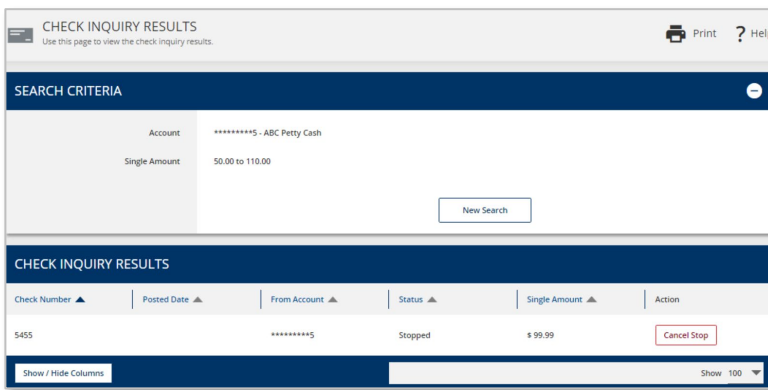 CHECK INQUIRY RESULTS
Use this page to view the check inquiry results.
Print ? Hel
SEARCH CRITERIA
Account *********5 - ABC Petty Cash
Single Amount 50.00 to 110.00
New Search
CHECK INQUIRY RESULTS
Check Number Posted Date From Account Status Single Amount Action
5455 *********5 Stopped $ 99.99 Cancel Stop
Show / Hide Columns Show 100